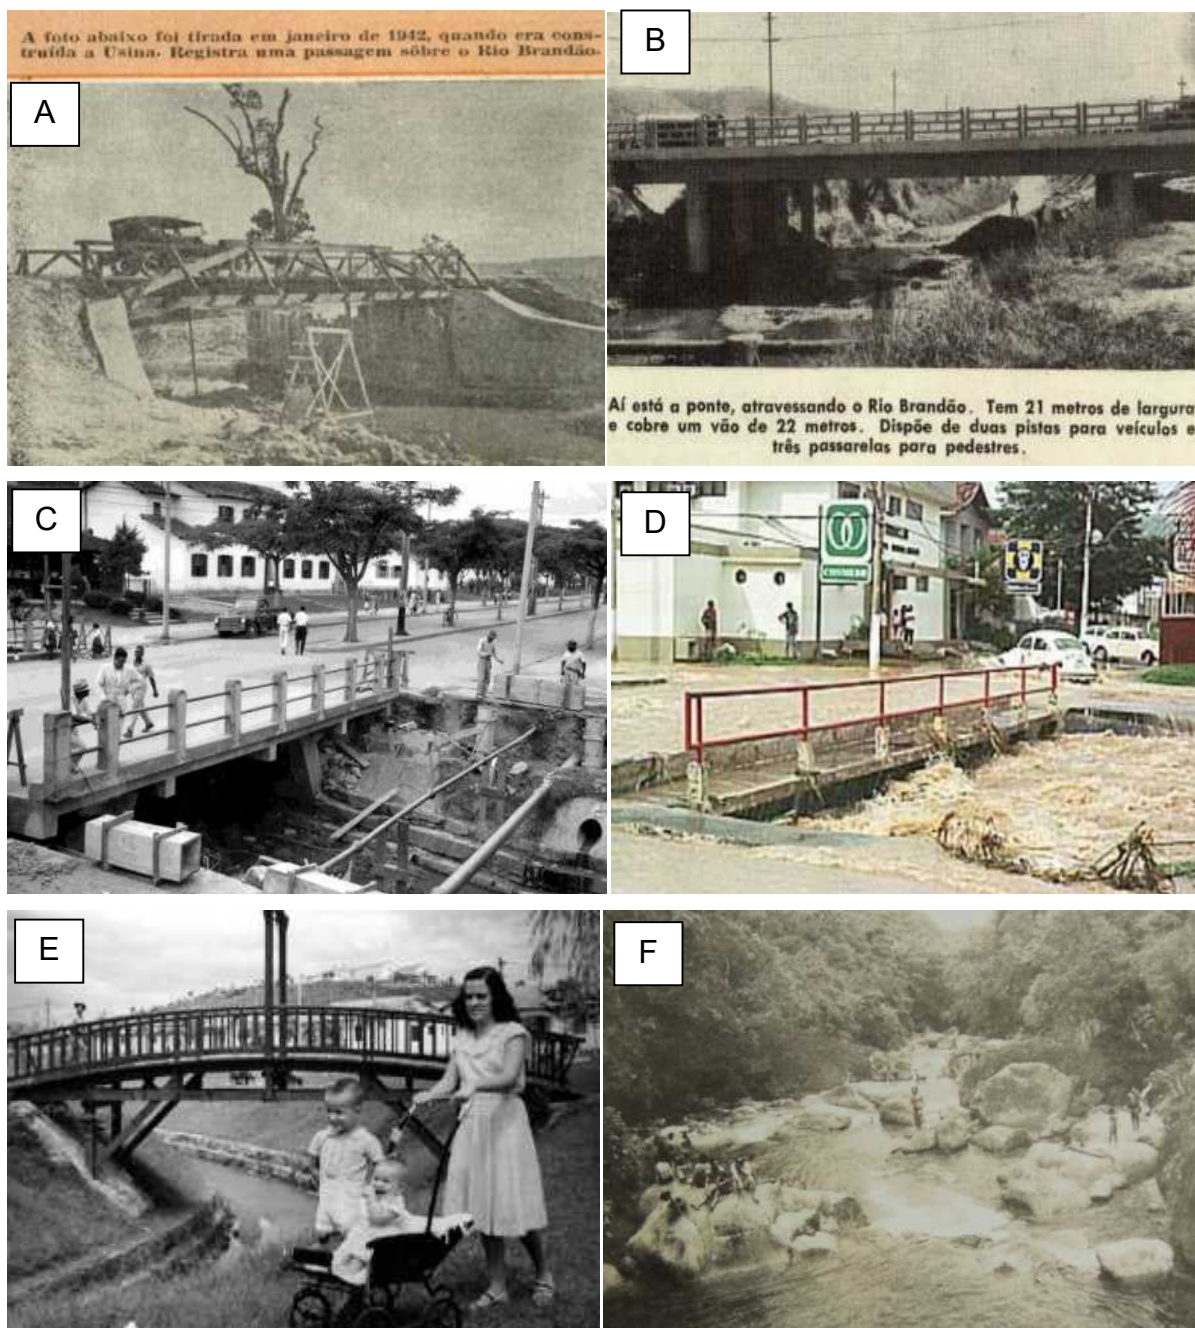 A foto abaixo foi tirada em janeiro de 1942, quando era cons-
truída a Usina. Registra uma passagem sôbre o Rio Brandão.
A
B
Aí está a ponte, atravessando o Rio Brandão. Tem 21 metros de largura
e cobre um vão de 22 metros. Dispõe de duas pistas para veículos e
três passarelas para pedestres.
C
D
E
F